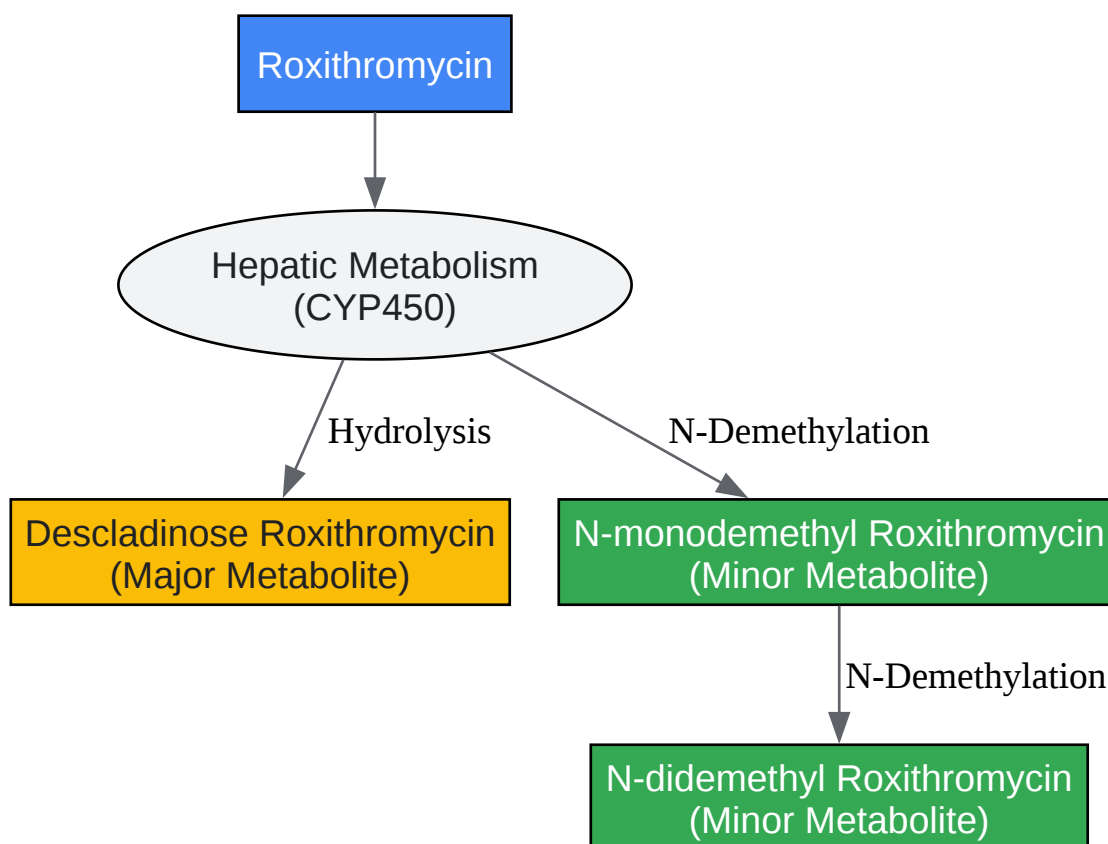 Roxithromycin
Hepatic Metabolism
(CYP450)
Hydrolysis
N-Demethylation
Descladinose Roxithromycin
(Major Metabolite)
N-monodemethyl Roxithromycin
(Minor Metabolite)
N-Demethylation
N-didemethyl Roxithromycin
(Minor Metabolite)